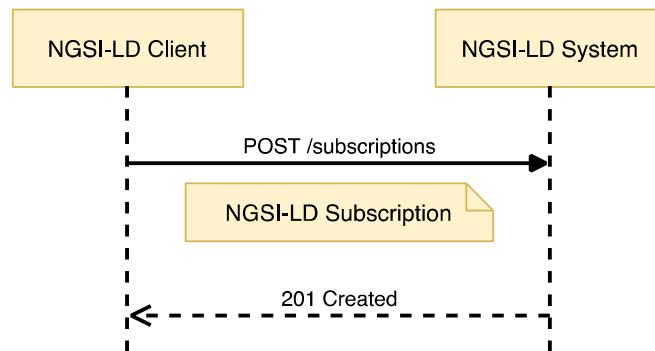 NGSI-LD Client
NGSI-LD System
POST /subscriptions
NGSI-LD Subscription
201 Created